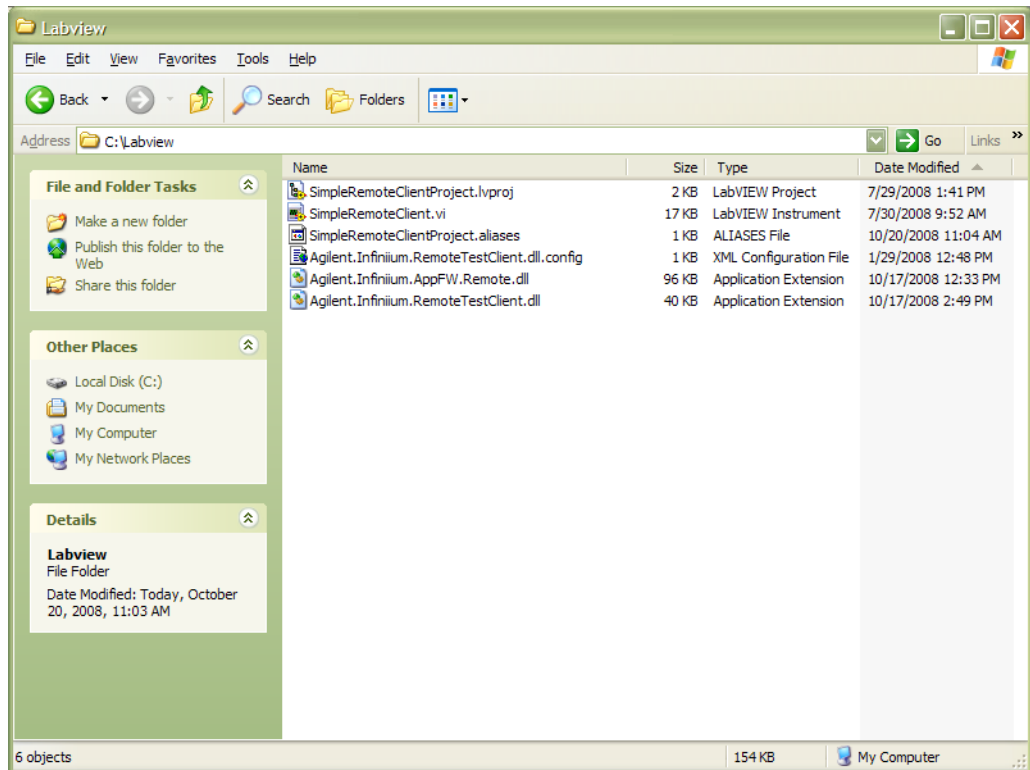 Labview
File Edit View Favorites Tools Help
Back Search Folders
Address C:\Labview Go Links »
File and Folder Tasks
Make a new folder
Publish this folder to the
Web
Share this folder
Other Places
Local Disk (C:)
My Documents
My Computer
My Network Places
Details
Labview
File Folder
Date Modified: Today, October
20, 2008, 11:03 AM
Name Size Type Date Modified
SimpleRemoteClientProject.lvproj 2 KB LabVIEW Project 7/29/2008 1:41 PM
SimpleRemoteClient.vi 17 KB LabVIEW Instrument 7/30/2008 9:52 AM
SimpleRemoteClientProject.aliases 1 KB ALIASES File 10/20/2008 11:04 AM
Agilent.Infiniium.RemoteTestClient.dll.config 1 KB XML Configuration File 1/29/2008 12:48 PM
Agilent.Infiniium.AppFW.Remote.dll 96 KB Application Extension 10/17/2008 12:33 PM
Agilent.Infiniium.RemoteTestClient.dll 40 KB Application Extension 10/17/2008 2:49 PM
6 objects 154 KB My Computer